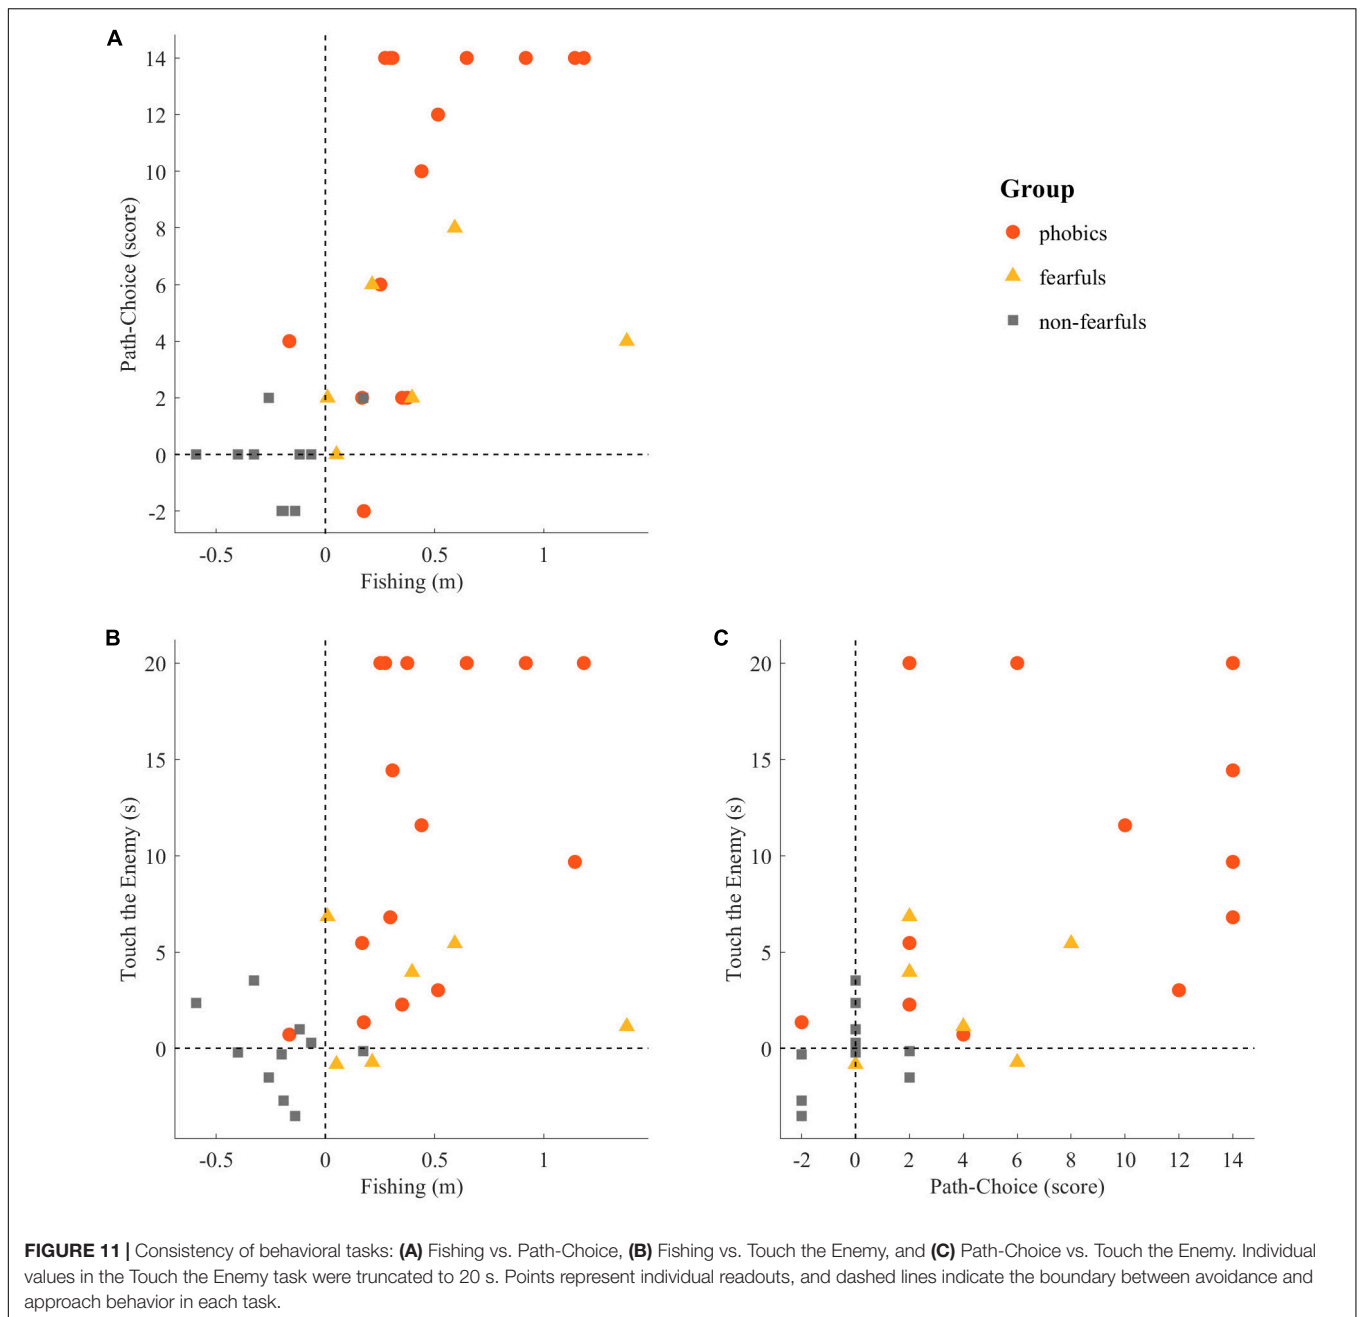 A
14
12
10
8
6
4
2
0
-2
Path-Choice (score)
-0.5 0 0.5 1
Fishing (m)
Group
phobics
fearfuls
non-fearfuls
B
20
15
10
5
0
Touch the Enemy (s)
-0.5 0 0.5 1
Fishing (m)
C
20
15
10
5
0
Touch the Enemy (s)
-2 0 2 4 6 8 10 12 14
Path-Choice (score)
FIGURE 11 | Consistency of behavioral tasks: (A) Fishing vs. Path-Choice, (B) Fishing vs. Touch the Enemy, and (C) Path-Choice vs. Touch the Enemy. Individual
values in the Touch the Enemy task were truncated to 20 s. Points represent individual readouts, and dashed lines indicate the boundary between avoidance and
approach behavior in each task.